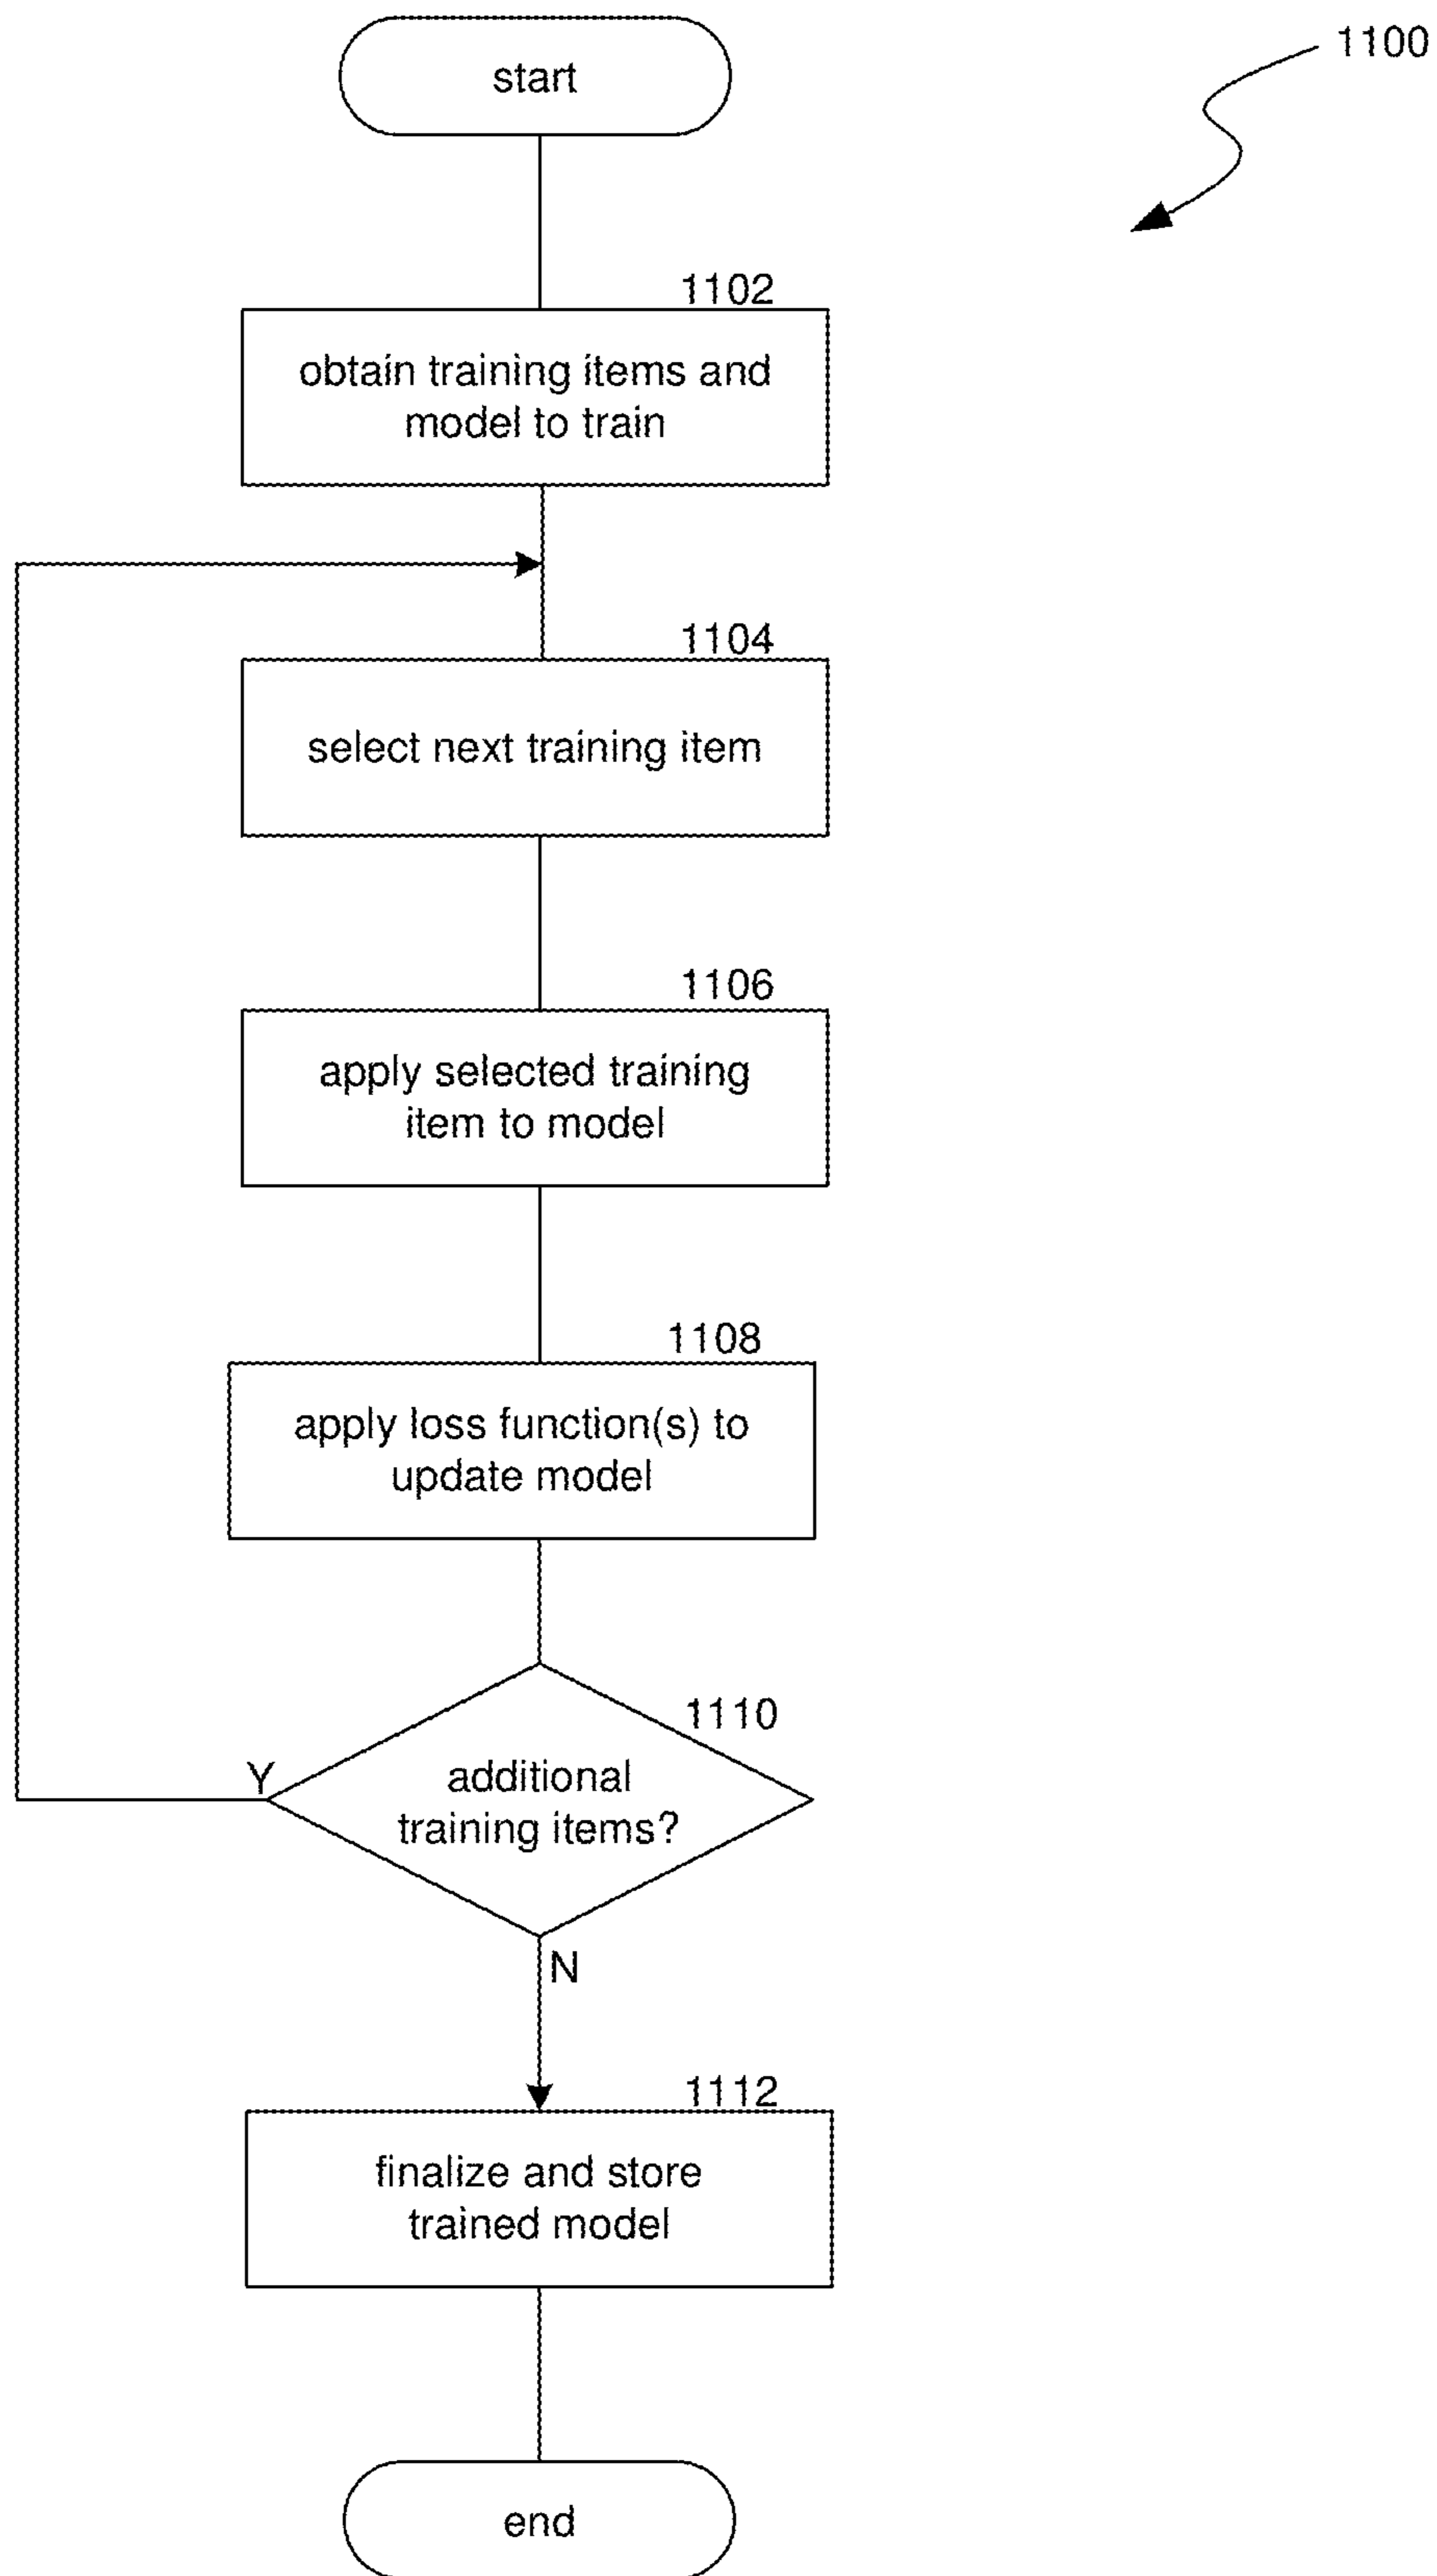 start
1100
1102
obtain training items and
model to train
1104
select next training item
1106
apply selected training
item to model
1108
apply loss function(s) to
update model
1110
Y
additional
training items?
N
1112
finalize and store
trained model
end